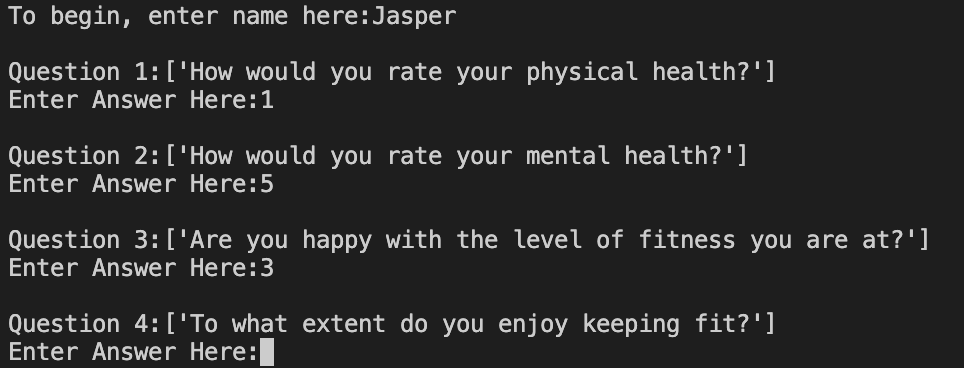 To begin, enter name here:Jasper
Question 1:['How would you rate your physical health?']
Enter Answer Here:1
Question 2:['How would you rate your mental health?']
Enter Answer Here:5
Question 3:['Are you happy with the level of fitness you are at?']
Enter Answer Here:3
Question 4:['To what extent do you enjoy keeping fit?']
Enter Answer Here: